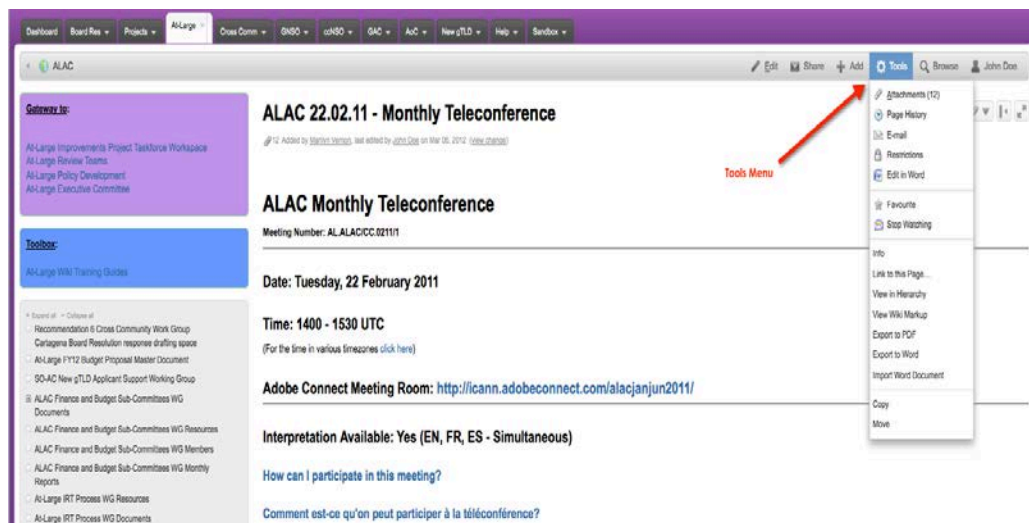 Dashboard Board Res Projects At-Large Cross Comm GNSO ccNSO GAC AoC New gTLD Help Sandbox
ALAC
Edit Share Add Tools Browse John Doe
Gateway to:
At-Large Improvements Project Taskforce Workspace
At-Large Review Teams
At-Large Policy Development
At-Large Executive Committee
Toolbox:
At-Large Wiki Training Guides
Expand all Collapse all
Recommendation 6 Cross Community Work Group
Cartagena Board Resolution response drafting space
At-Large FY12 Budget Proposal Master Document
SO-AC New gTLD Applicant Support Working Group
ALAC Finance and Budget Sub-Committees WG
Documents
ALAC Finance and Budget Sub-Committees WG Resources
ALAC Finance and Budget Sub-Committees WG Members
ALAC Finance and Budget Sub-Committees WG Monthly
Reports
At-Large IRT Process WG Resources
At-Large IRT Process WG Documents
ALAC 22.02.11 - Monthly Teleconference
12 Added by Marilyn Vernon, last edited by John Doe on Mar 06, 2012 (view change)
ALAC Monthly Teleconference
Meeting Number: AL.ALAC/CC.0211/1
Date: Tuesday, 22 February 2011
Time: 1400 - 1530 UTC
(For the time in various timezones click here)
Adobe Connect Meeting Room: http://icann.adobeconnect.com/alacjanjun2011/
Interpretation Available: Yes (EN, FR, ES - Simultaneous)
How can I participate in this meeting?
Comment est-ce qu'on peut participer à la téléconférence?
Tools Menu
Attachments (12)
Page History
E-mail
Restrictions
Edit in Word
Favourite
Stop Watching
Info
Link to this Page...
View in Hierarchy
View Wiki Markup
Export to PDF
Export to Word
Import Word Document
Copy
Move